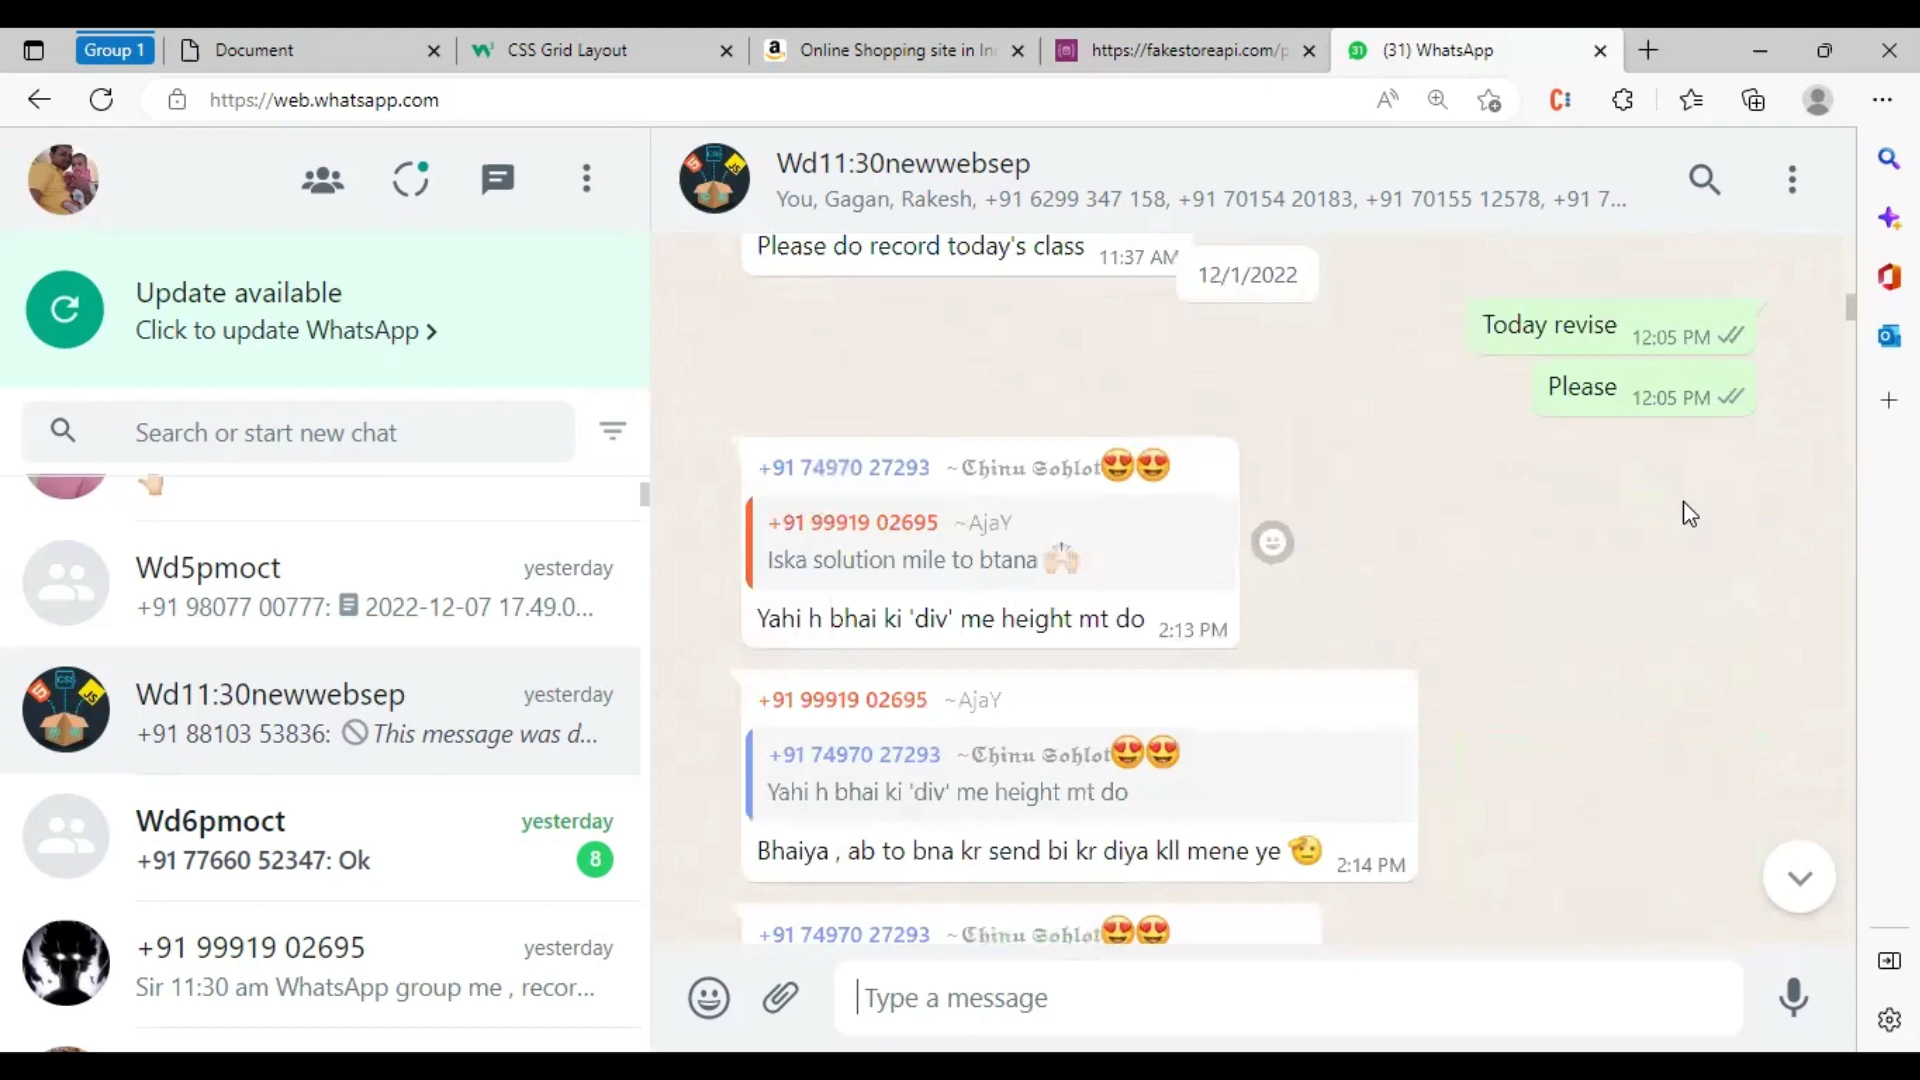 Group 1
Document
CSS Grid Layout
Online Shopping site in In
https://fakestoreapi.com/p
(31) WhatsApp
https://web.whatsapp.com
Wd11:30newwebsep
You, Gagan, Rakesh, +91 6299 347 158, +91 70154 20183, +91 70155 12578, +91 7...
Update available
Click to update WhatsApp
Search or start new chat
Wd5pmoct
yesterday
+91 98077 00777: 2022-12-07 17.49.0...
Wd11:30newwebsep
yesterday
+91 88103 53836: This message was d...
Wd6pmoct
yesterday
+91 77660 52347: Ok
8
+91 99919 02695
yesterday
Sir 11:30 am WhatsApp group me , recor...
Please do record today's class 11:37 AM
12/1/2022
Today revise 12:05 PM
Please 12:05 PM
+91 74970 27293 ~ℭ𝔥𝔦𝔫𝔲 𝔖𝔬𝔥𝔩𝔬𝔱😍😍
+91 99919 02695 ~AjaY
Iska solution mile to btana 🙌🏻
Yahi h bhai ki 'div' me height mt do 2:13 PM
+91 99919 02695 ~AjaY
+91 74970 27293 ~ℭ𝔥𝔦𝔫𝔲 𝔖𝔬𝔥𝔩𝔬𝔱😍😍
Yahi h bhai ki 'div' me height mt do
Bhaiya , ab to bna kr send bi kr diya kll mene ye 🫡 2:14 PM
+91 74970 27293 ~ℭ𝔥𝔦𝔫𝔲 𝔖𝔬𝔥𝔩𝔬𝔱😍😍
Type a message